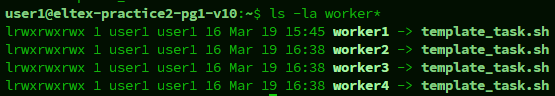 user1@eltex-practice2-pg1-v10:~$ ls -la worker*
lrwxrwxrwx 1 user1 user1 16 Mar 19 15:45 worker1 -> template_task.sh
lrwxrwxrwx 1 user1 user1 16 Mar 19 16:38 worker2 -> template_task.sh
lrwxrwxrwx 1 user1 user1 16 Mar 19 16:38 worker3 -> template_task.sh
lrwxrwxrwx 1 user1 user1 16 Mar 19 16:38 worker4 -> template_task.sh